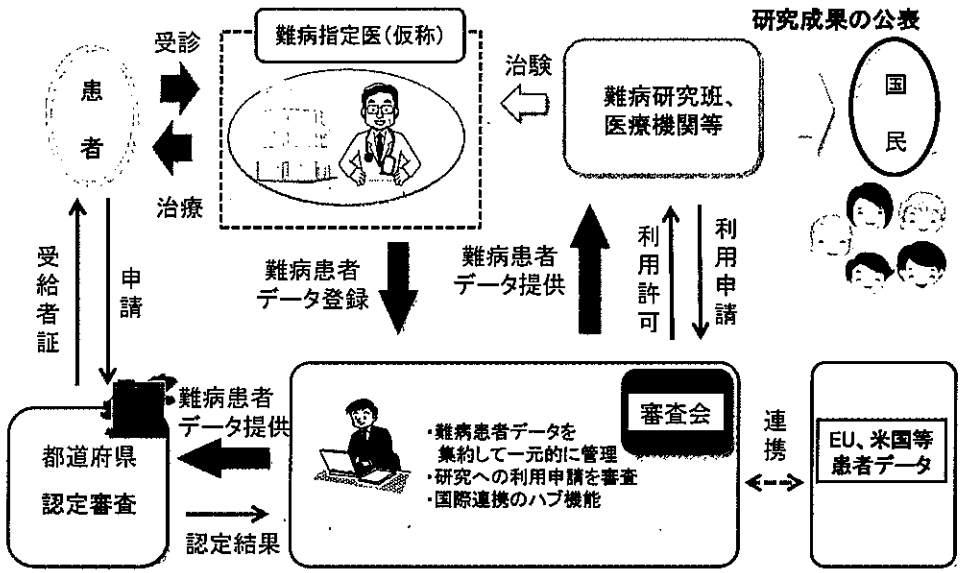 研究成果の公表
難病指定医(仮称)
受診
患者
治療
治験
難病研究班、
医療機関等
国民
受給者証
申請
難病患者
データ登録
難病患者
データ提供
利用許可
利用申請
難病患者
データ提供
都道府県
認定審査
認定結果
審査会
・難病患者データを
集約して一元的に管理
・研究への利用申請を審査
・国際連携のハブ機能
連携
EU、米国等
患者データ